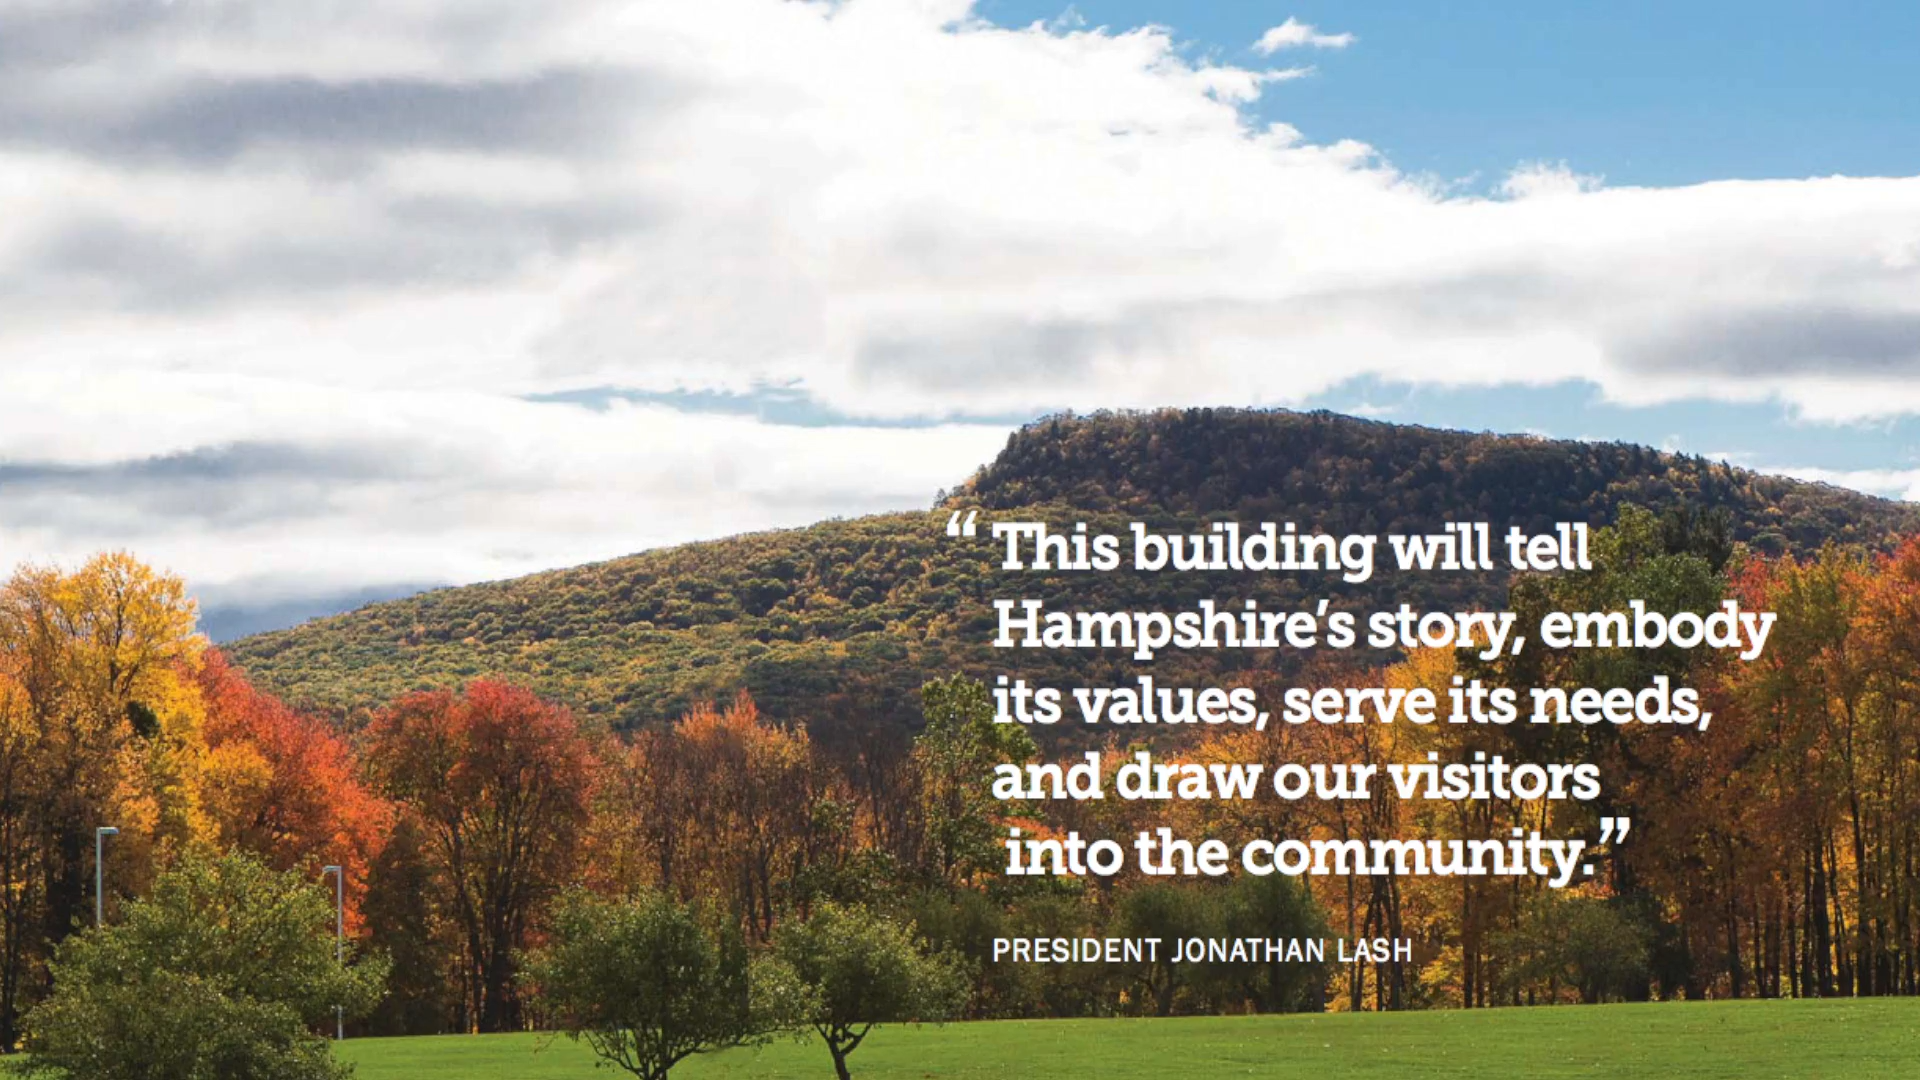 “This building will tell
Hampshire’s story, embody
its values, serve its needs,
and draw our visitors
into the community.”
PRESIDENT JONATHAN LASH